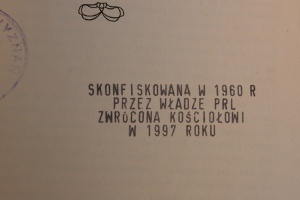 SKONFISKOWANA W 1960 R
PRZEZ WŁADZE PRL
ZWRÓCONA KOŚCIOŁOWI
W 1997 ROKU